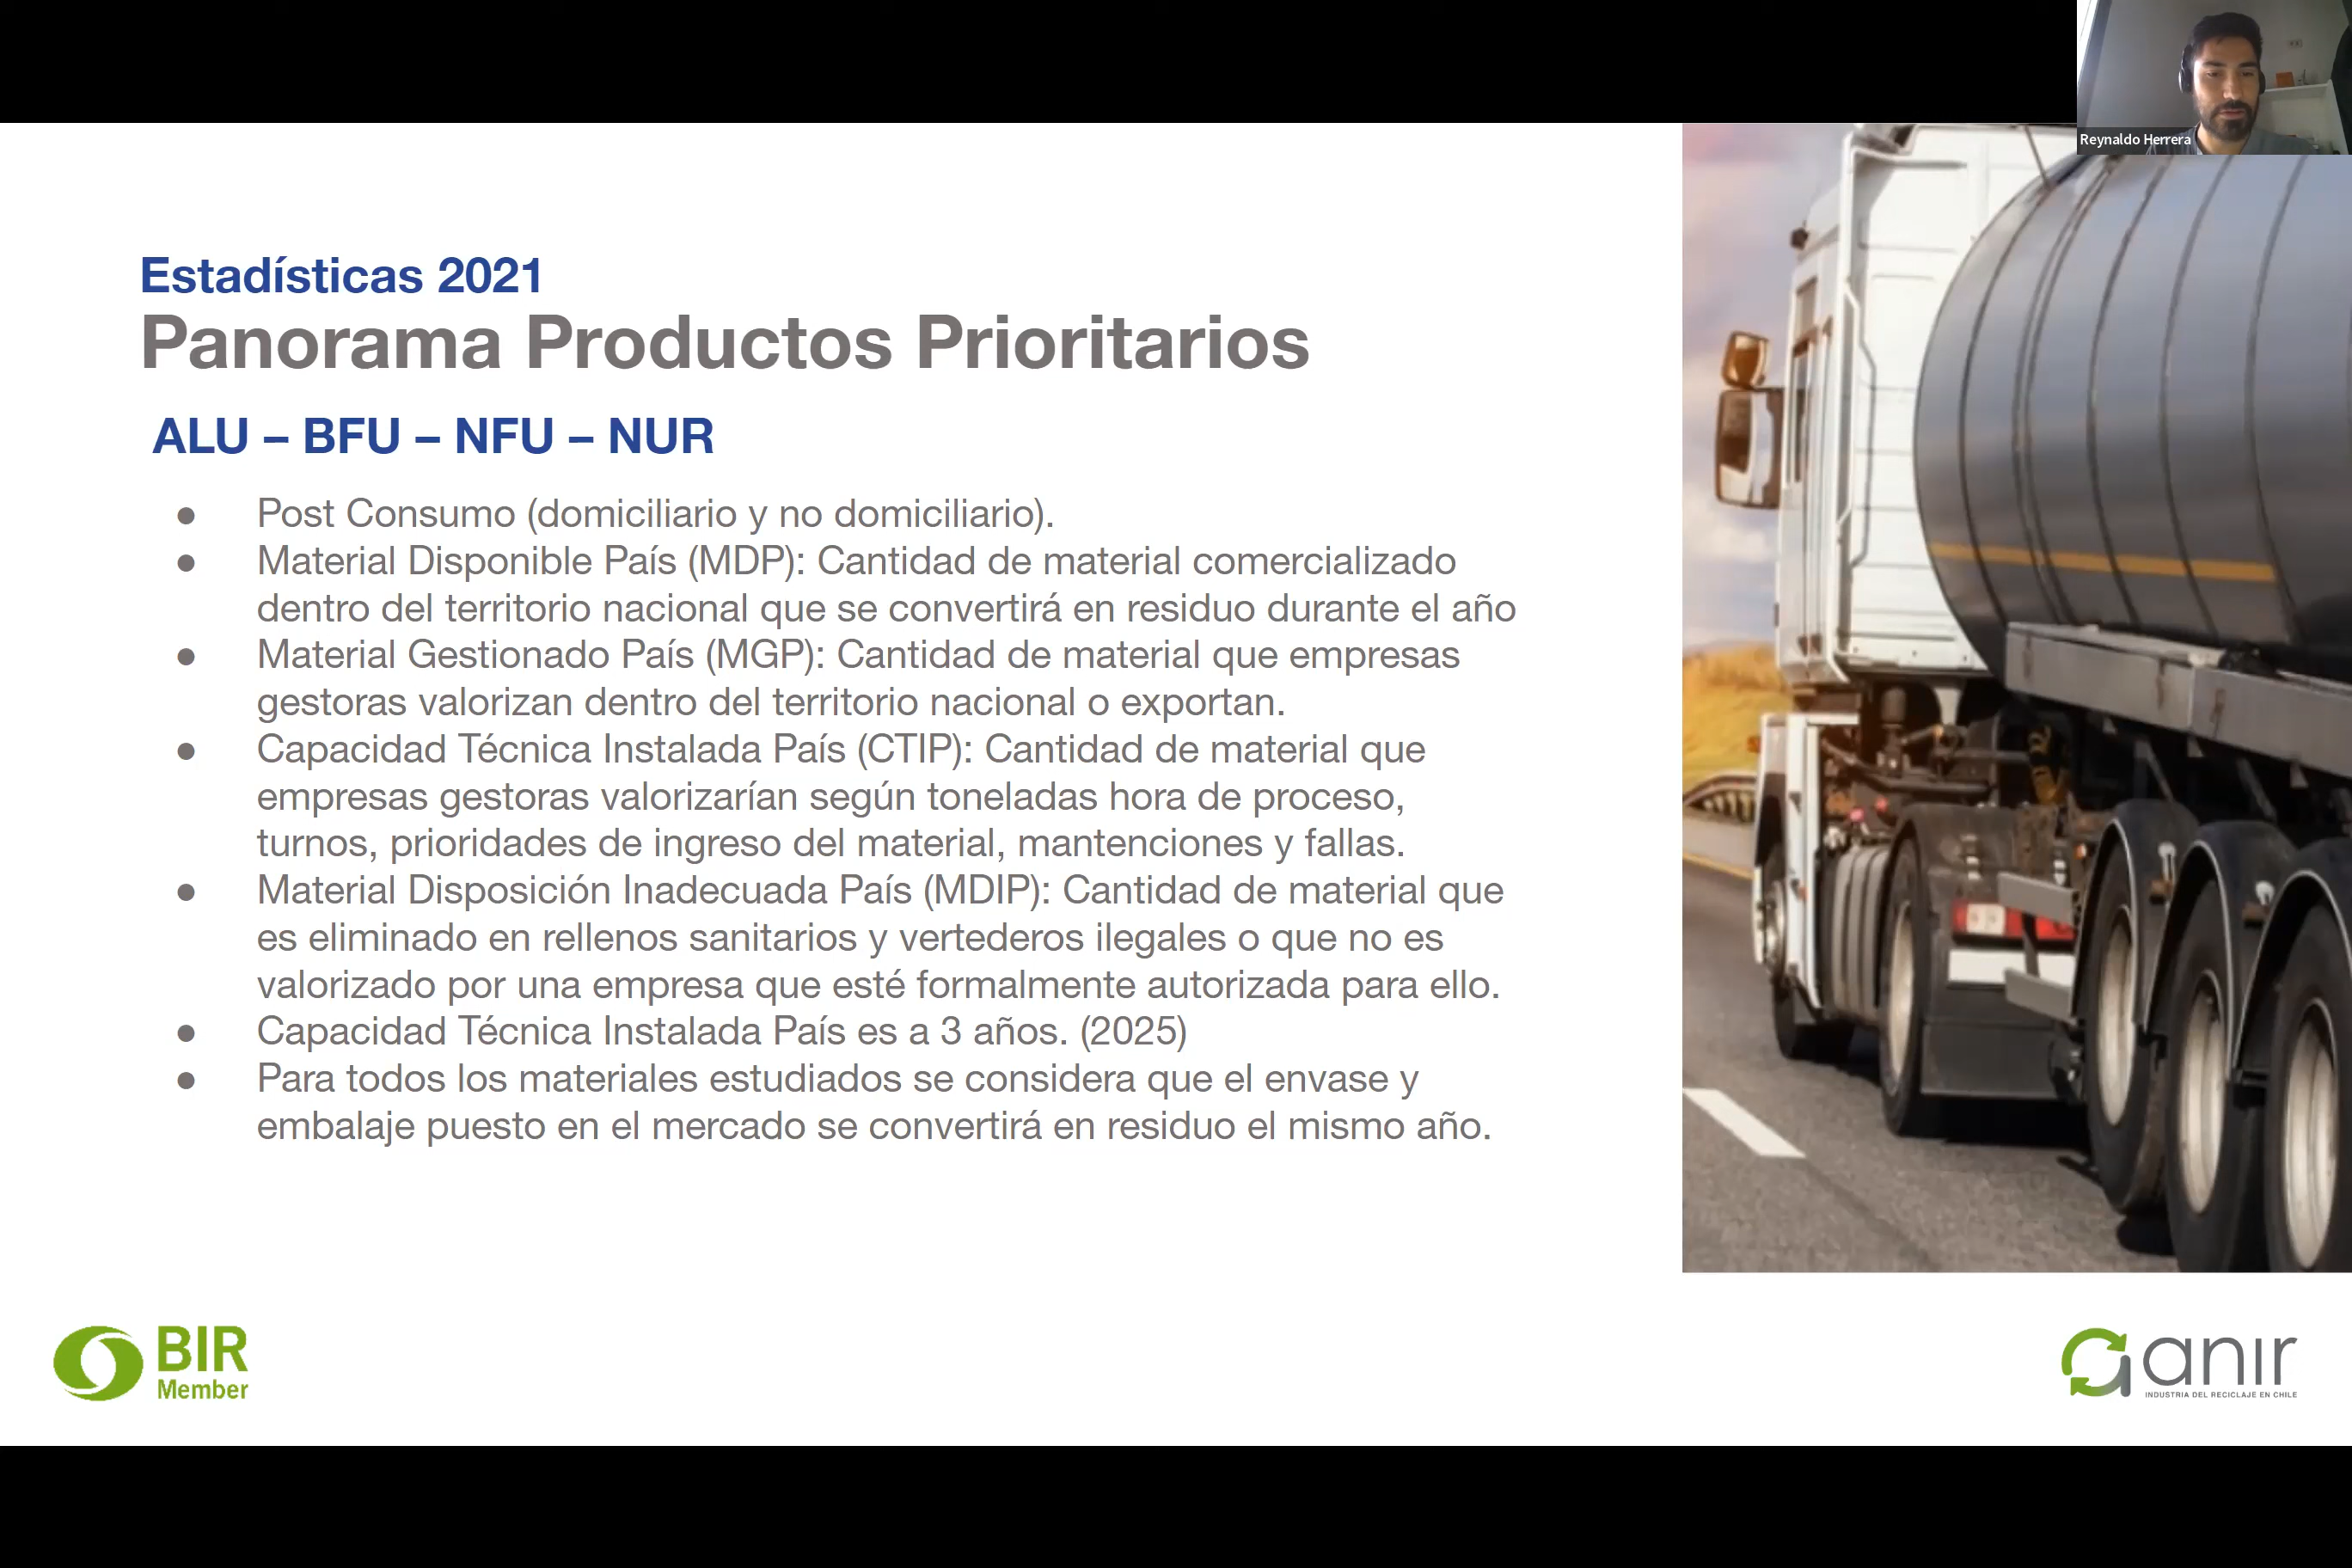 Reynaldo Herrera
Estadísticas 2021
Panorama Productos Prioritarios
ALU – BFU – NFU – NUR
● Post Consumo (domiciliario y no domiciliario).
● Material Disponible País (MDP): Cantidad de material comercializado
dentro del territorio nacional que se convertirá en residuo durante el año
● Material Gestionado País (MGP): Cantidad de material que empresas
gestoras valorizan dentro del territorio nacional o exportan.
● Capacidad Técnica Instalada País (CTIP): Cantidad de material que
empresas gestoras valorizarían según toneladas hora de proceso,
turnos, prioridades de ingreso del material, mantenciones y fallas.
● Material Disposición Inadecuada País (MDIP): Cantidad de material que
es eliminado en rellenos sanitarios y vertederos ilegales o que no es
valorizado por una empresa que esté formalmente autorizada para ello.
● Capacidad Técnica Instalada País es a 3 años. (2025)
● Para todos los materiales estudiados se considera que el envase y
embalaje puesto en el mercado se convertirá en residuo el mismo año.
BIR
Member
anir
INDUSTRIA DEL RECICLAJE EN CHILE